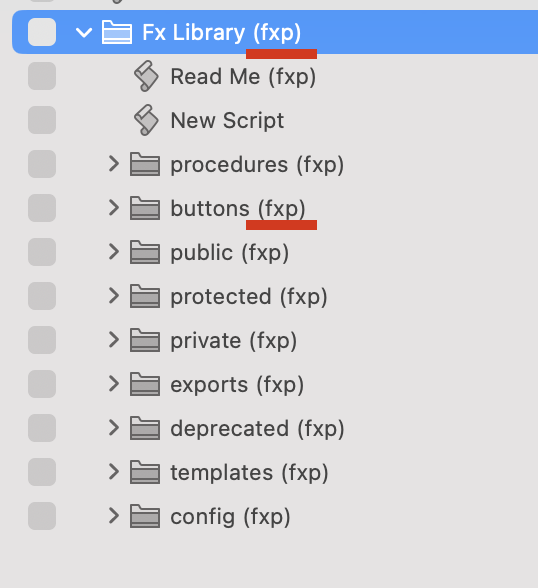 Fx Library (fxp)
Read Me (fxp)
New Script
procedures (fxp)
buttons (fxp)
public (fxp)
protected (fxp)
private (fxp)
exports (fxp)
deprecated (fxp)
templates (fxp)
config (fxp)